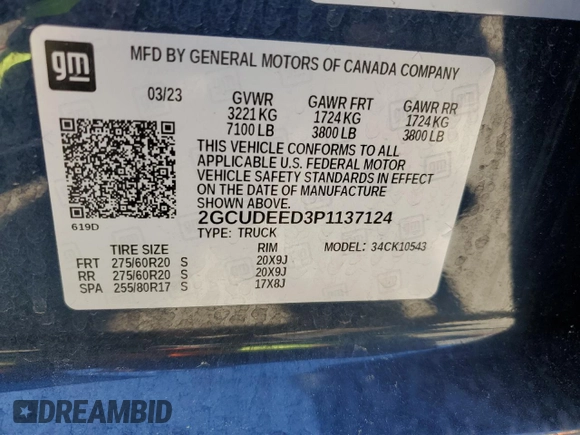 gm
MFD BY GENERAL MOTORS OF CANADA COMPANY
03/23 GVWR GAWR FRT GAWR RR
3221 KG 1724 KG 1724 KG
7100 LB 3800 LB 3800 LB
THIS VEHICLE CONFORMS TO ALL
APPLICABLE U.S. FEDERAL MOTOR
VEHICLE SAFETY STANDARDS IN EFFECT
ON THE DATE OF MANUFACTURE
SHOWN ABOVE.
619D
2GCUDEED3P1137124
TYPE: TRUCK MODEL: 34CK10543
TIRE SIZE RIM
FRT 275/60R20 S 20X9J
RR 275/60R20 S 20X9J
SPA 255/80R17 S 17X8J
DREAMBID